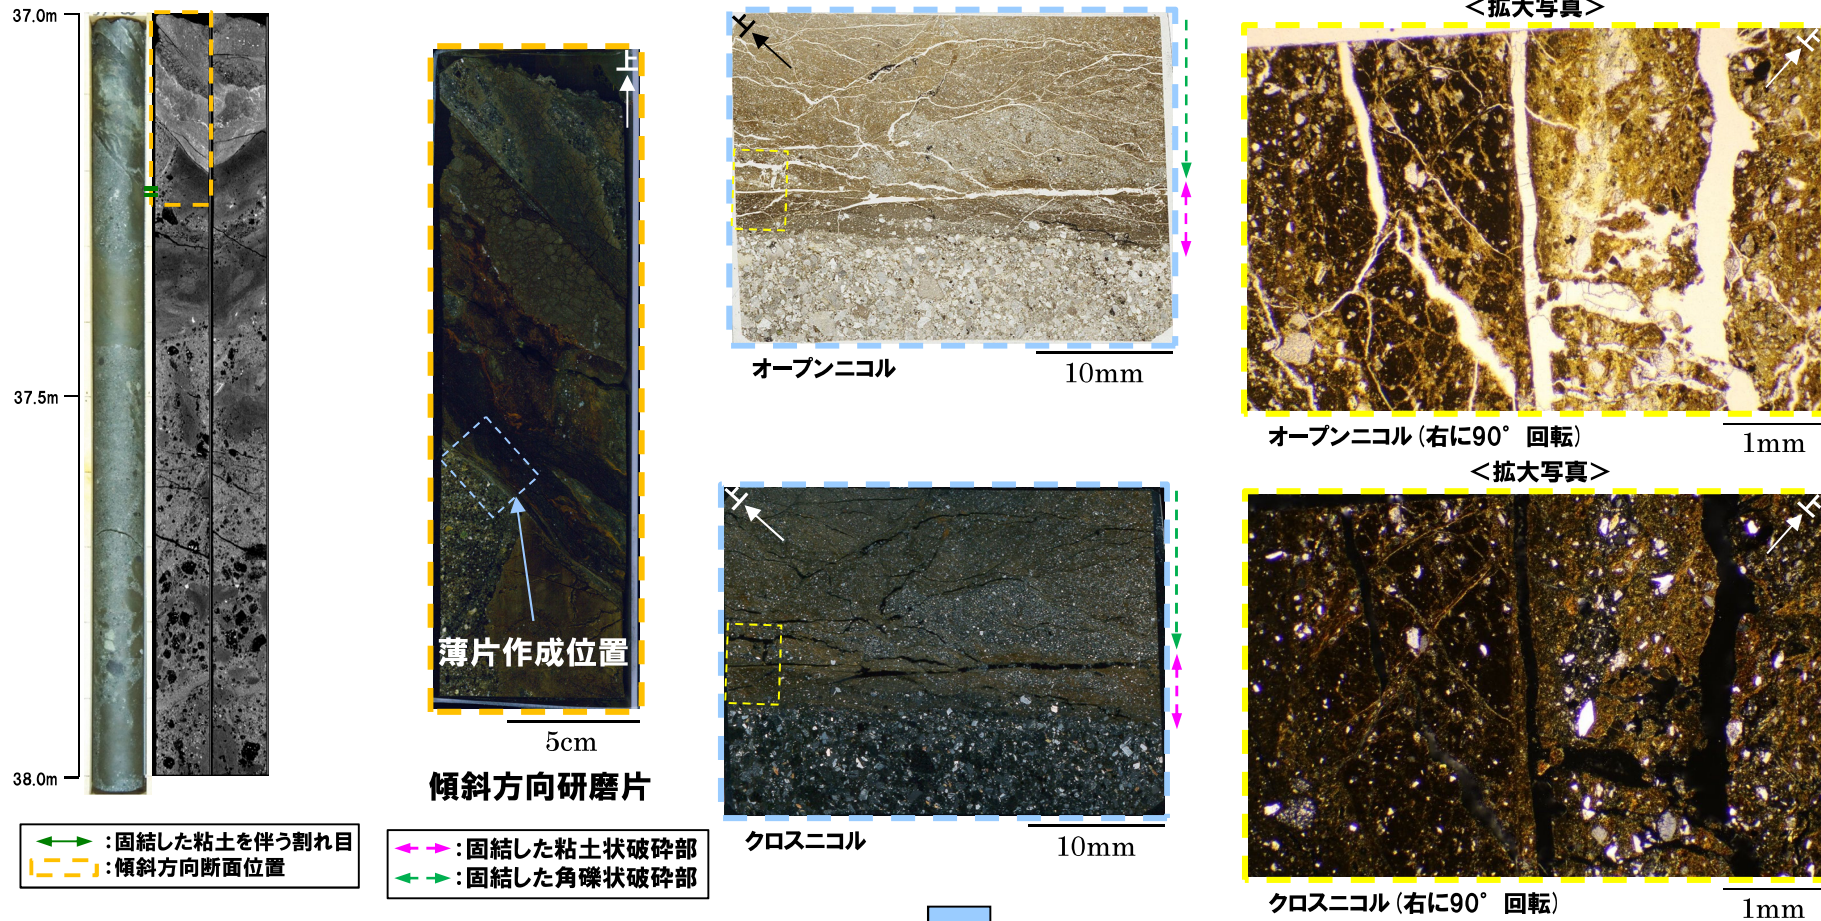 37.0m
37.5m
38.0m
:固結した粘土を伴う割れ目
:傾斜方向断面位置
上
薄片作成位置
5cm
傾斜方向研磨片
:固結した粘土状破砕部
:固結した角礫状破砕部
上
オープンニコル
10mm
上
クロスニコル
10mm
<拡大写真>
上
オープンニコル(右に90°回転)
1mm
<拡大写真>
上
クロスニコル(右に90°回転)
1mm